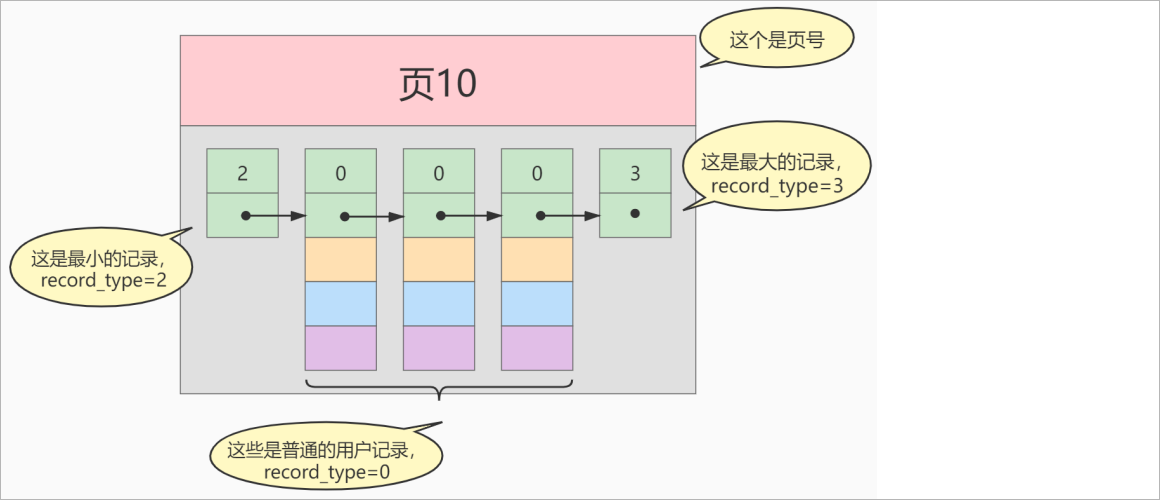 这个是页号
页10
这是最大的记录，
record_type=3
2 0 0 0 3
这是最小的记录，
record_type=2
这些是普通的用户记录，
record_type=0